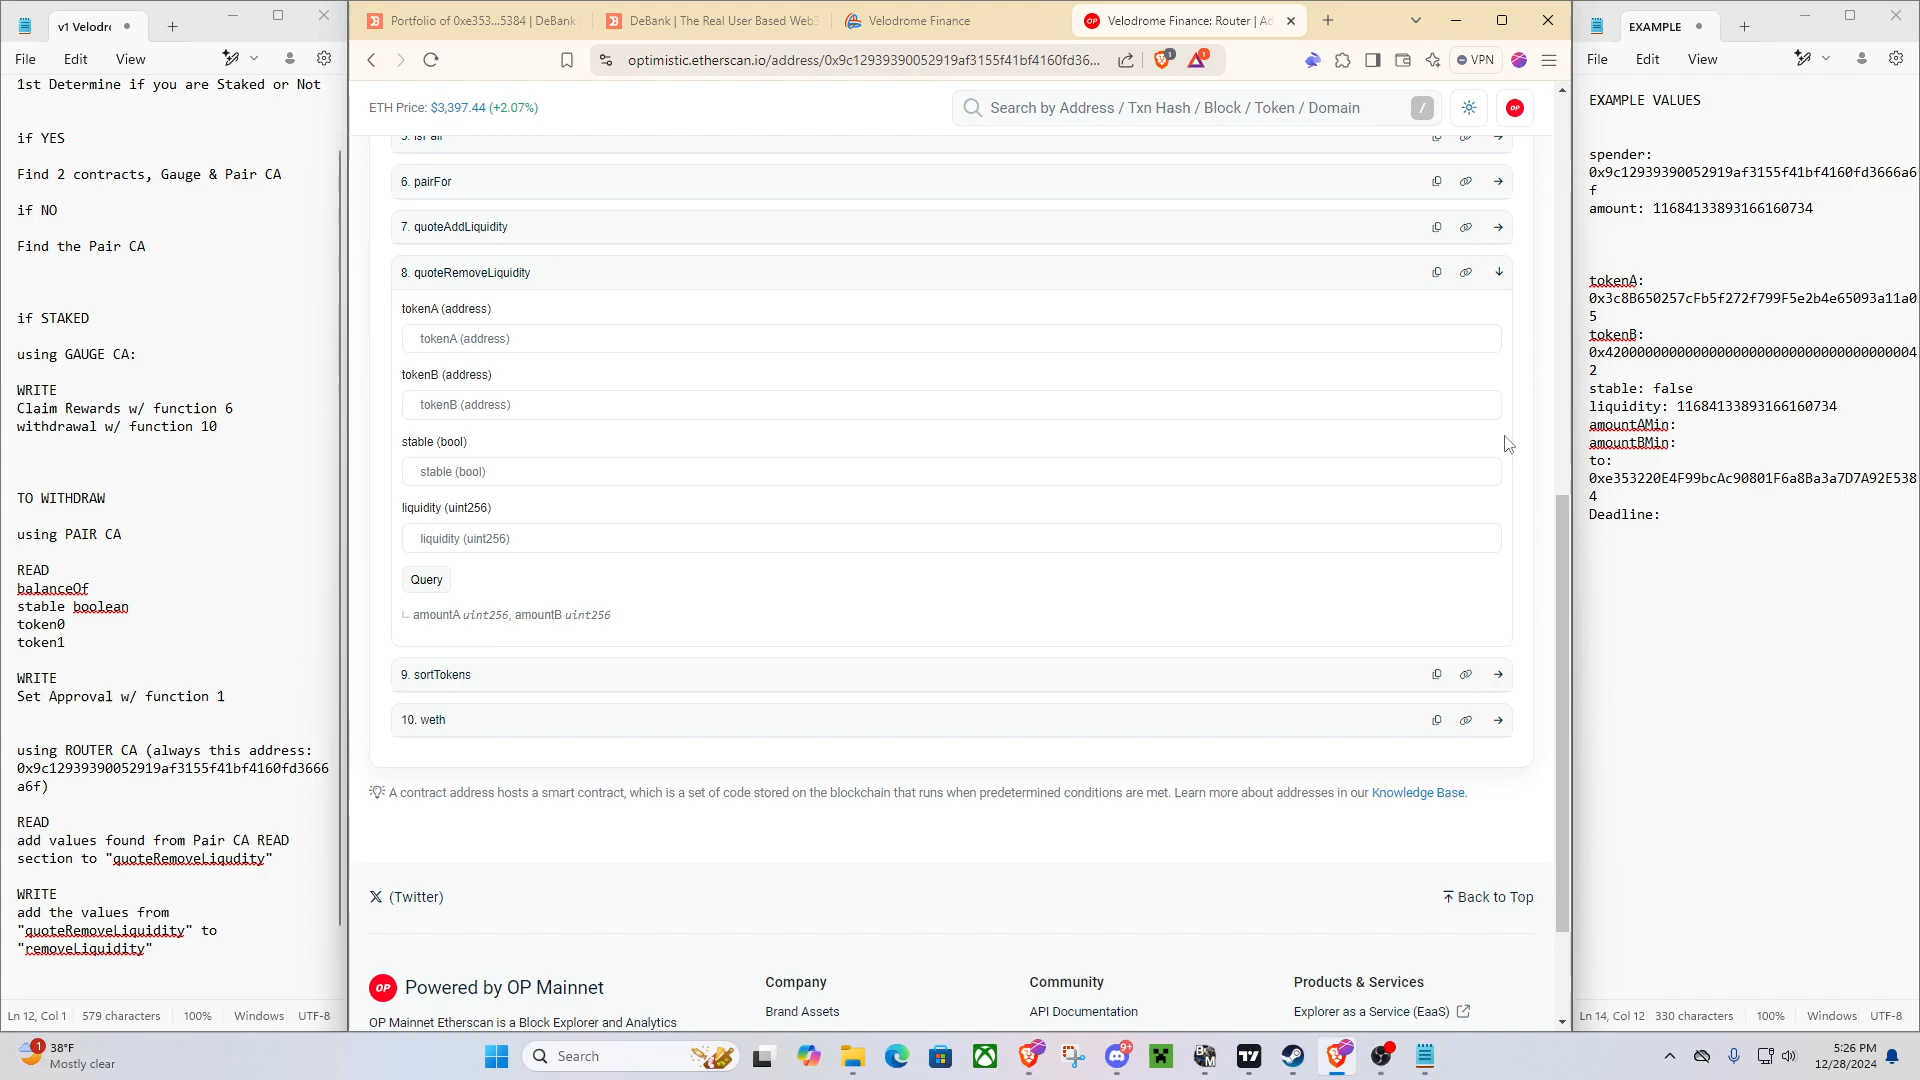 v1 Velodr
File
Edit
View
1st Determine if you are Staked or Not
if YES
Find 2 contracts, Gauge & Pair CA
if NO
Find the Pair CA
if STAKED
using GAUGE CA:
WRITE
Claim Rewards w/ function 6
withdrawal w/ function 10
TO WITHDRAW
using PAIR CA
READ
balanceOf
stable boolean
token0
token1
WRITE
Set Approval w/ function 1
using ROUTER CA (always this address:
0x9c12939390052919af3155f41bf4160fd3666
a6f)
READ
add values found from Pair CA READ
section to "quoteRemoveLiqudity"
WRITE
add the values from
"quoteRemoveLiquidity" to
"removeLiquidity"
Ln 12, Col 1
579 characters
100%
Windows
UTF-8
Portfolio of 0xe353...5384 | DeBank
DeBank | The Real User Based Web3
Velodrome Finance
Velodrome Finance: Router | Ad
optimistic.etherscan.io/address/0x9c12939390052919af3155f41bf4160fd36...
1
1
VPN
ETH Price: $3,397.44 (+2.07%)
Search by Address / Txn Hash / Block / Token / Domain
/
OP
5. isPair
6. pairFor
7. quoteAddLiquidity
8. quoteRemoveLiquidity
tokenA (address)
tokenA (address)
tokenB (address)
tokenB (address)
stable (bool)
stable (bool)
liquidity (uint256)
liquidity (uint256)
Query
amountA uint256, amountB uint256
9. sortTokens
10. weth
A contract address hosts a smart contract, which is a set of code stored on the blockchain that runs when predetermined conditions are met. Learn more about addresses in our Knowledge Base.
X (Twitter)
Back to Top
OP Powered by OP Mainnet
OP Mainnet Etherscan is a Block Explorer and Analytics
Company
Brand Assets
Community
API Documentation
Products & Services
Explorer as a Service (EaaS)
EXAMPLE
File
Edit
View
EXAMPLE VALUES
spender:
0x9c12939390052919af3155f41bf4160fd3666a6
f
amount: 11684133893166160734
tokenA:
0x3c8B650257cFb5f272f799F5e2b4e65093a11a0
5
tokenB:
0x420000000000000000000000000000000000004
2
stable: false
liquidity: 11684133893166160734
amountAMin:
amountBMin:
to:
0xe353220E4F99bcAc90801F6a8Ba3a7D7A92E538
4
Deadline:
Ln 14, Col 12
330 characters
100%
Windows
UTF-8
1
38°F
Mostly clear
Search
9+
5:26 PM
12/28/2024